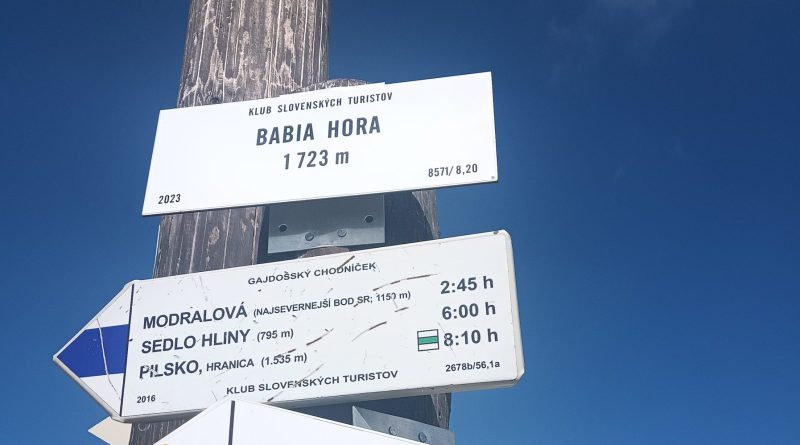 KLUB SLOVENSKÝCH TURISTOV
BABIA HORA
1 723 m
2023
8571/8,20
GAJDOŠSKÝ CHODNÍČEK
MODRALOVÁ (NAJSEVERNEJŠÍ BOD SR; 1150 m) 2:45 h
SEDLO HLINY (795 m) 6:00 h
PILSKO, HRANICA (1.535 m) 8:10 h
2016
KLUB SLOVENSKÝCH TURISTOV
2678b/56,1a